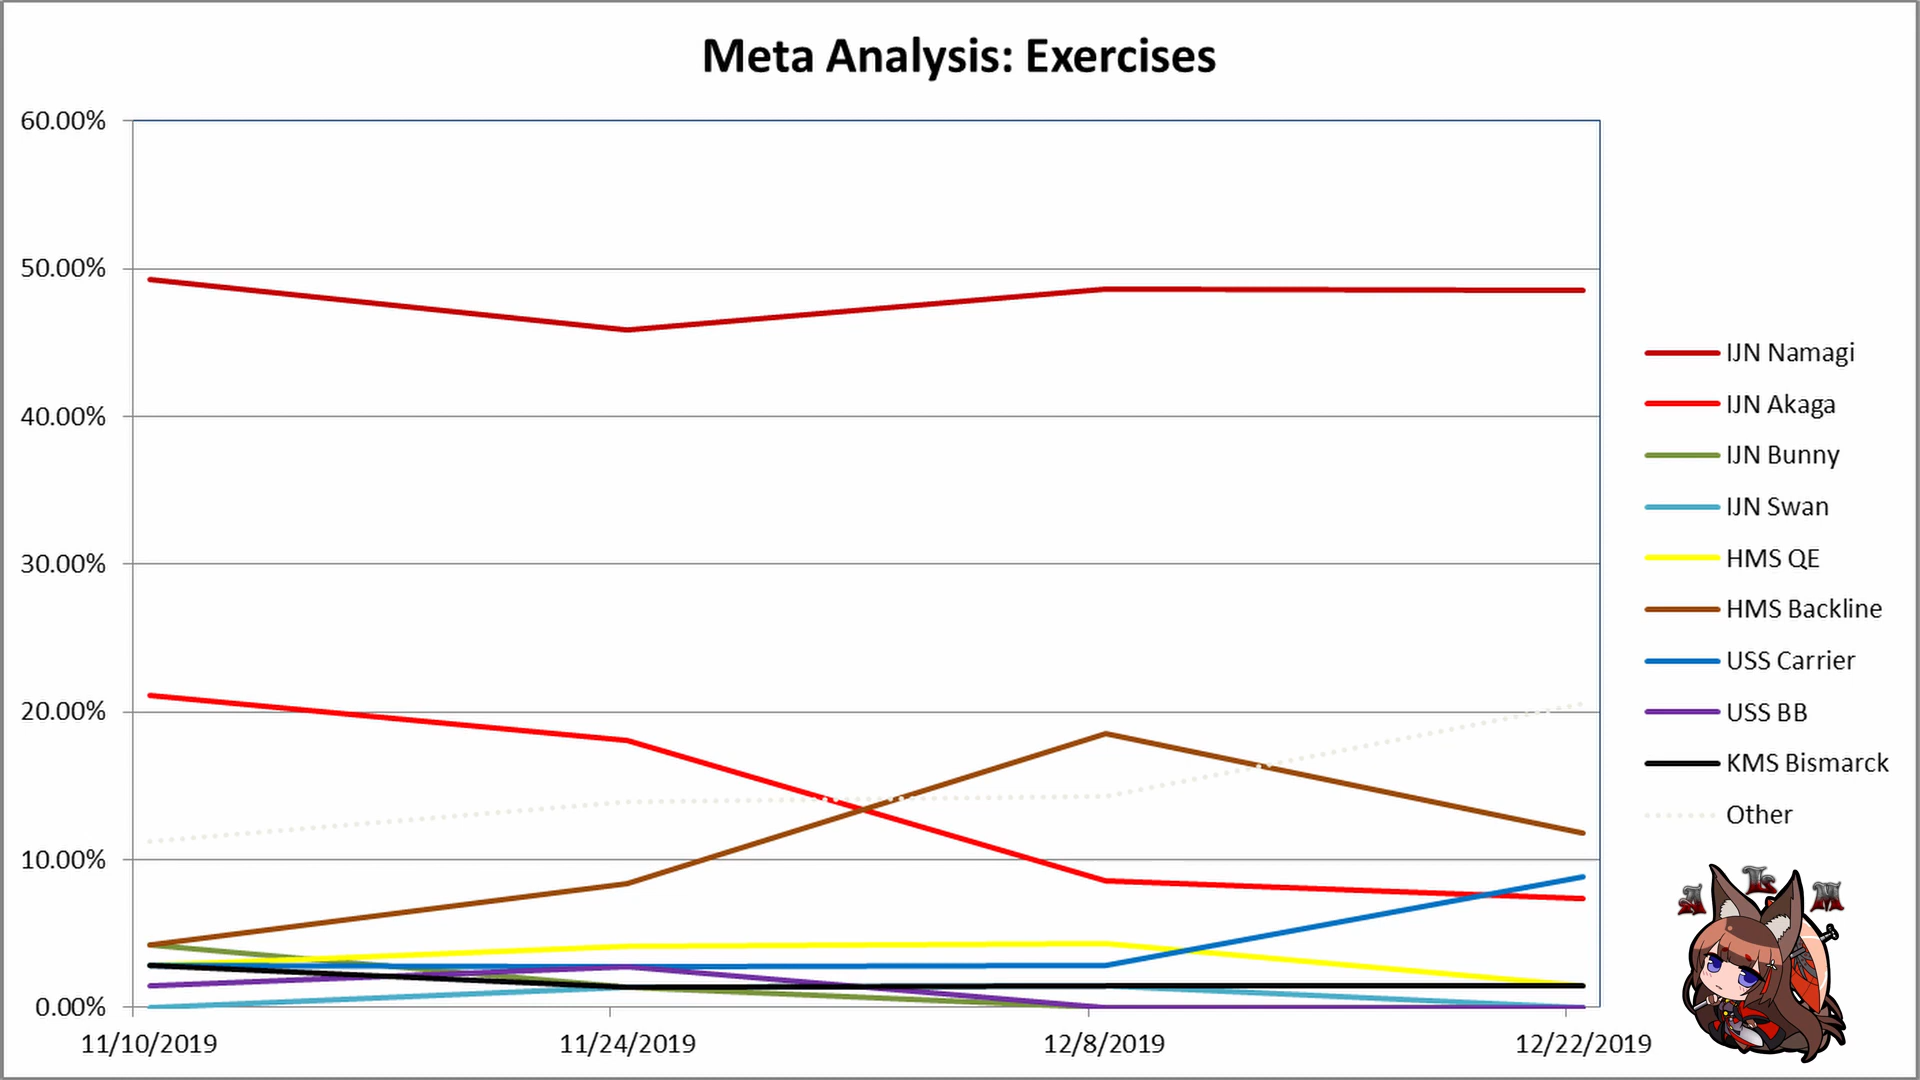 Meta Analysis: Exercises
60.00%
50.00%
40.00%
30.00%
20.00%
10.00%
0.00%
11/10/2019
11/24/2019
12/8/2019
12/22/2019
IJN Namagi
IJN Akaga
IJN Bunny
IJN Swan
HMS QE
HMS Backline
USS Carrier
USS BB
KMS Bismarck
Other
A Is M